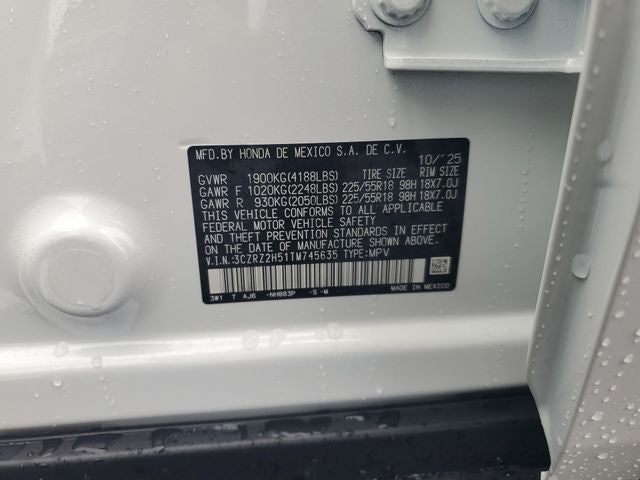 MFD.BY HONDA DE MEXICO S.A. DE C.V.
10/'25
GVWR 1900KG(4188LBS) TIRE SIZE RIM SIZE
GAWR F 1020KG(2248LBS) 225/55R18 98H 18X7.0J
GAWR R 930KG(2050LBS) 225/55R18 98H 18X7.0J
THIS VEHICLE CONFORMS TO ALL APPLICABLE
FEDERAL MOTOR VEHICLE SAFETY
AND THEFT PREVENTION STANDARDS IN EFFECT
ON THE DATE OF MANUFACTURE SHOWN ABOVE.
V.I.N.:3CZRZ2H51TM745635 TYPE:MPV
3W1 T AJ6 -NH883P -S -M MADE IN MEXICO